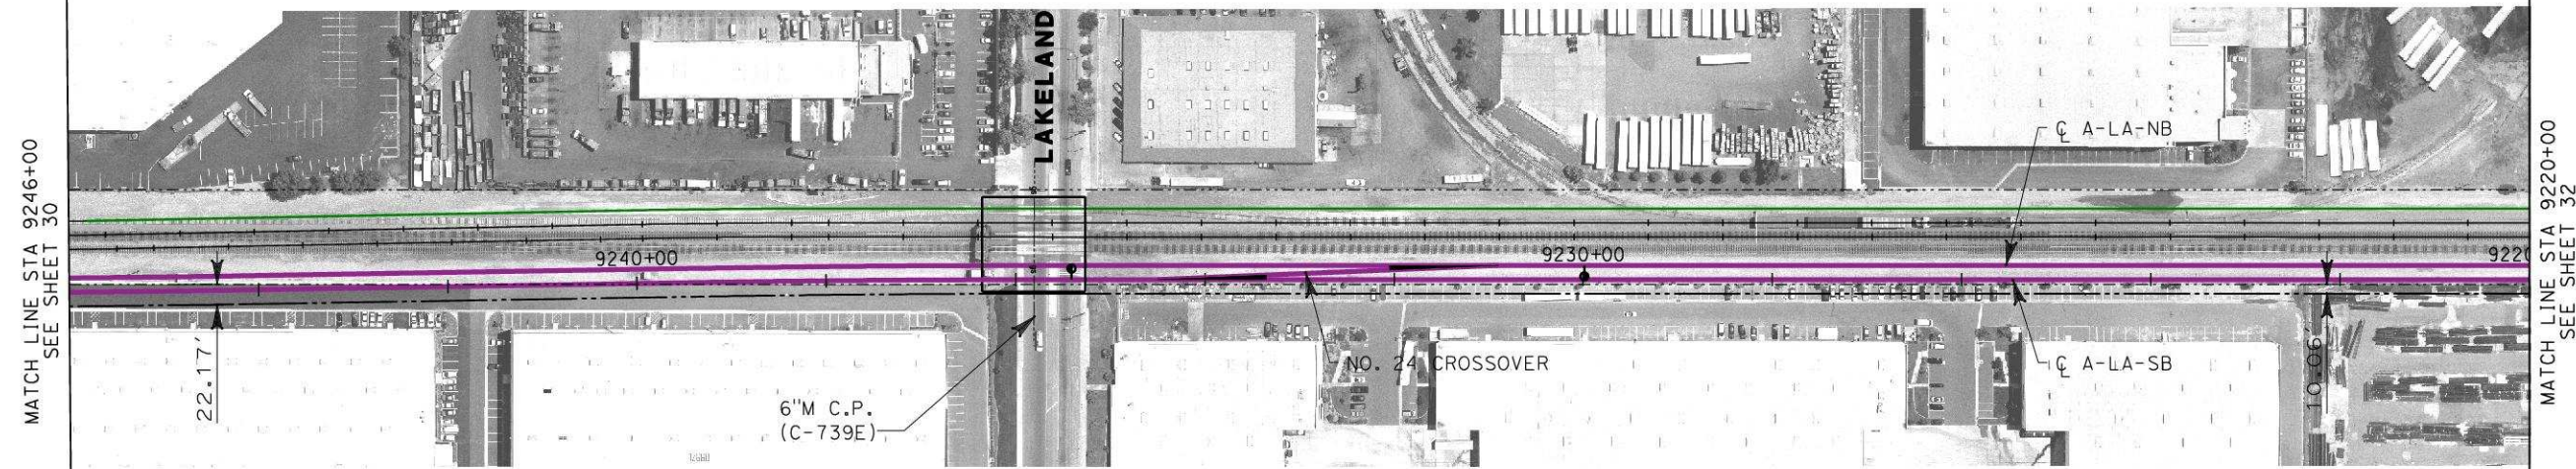 MATCH LINE STA 9246+00
SEE SHEET 30
LAKELAND
℄ A-LA-NB
9240+00
9230+00
9220
22.17'
NO. 24 CROSSOVER
℄ A-LA-SB
10.06'
6"M C.P.
(C-739E)
MATCH LINE STA 9220+00
SEE SHEET 32